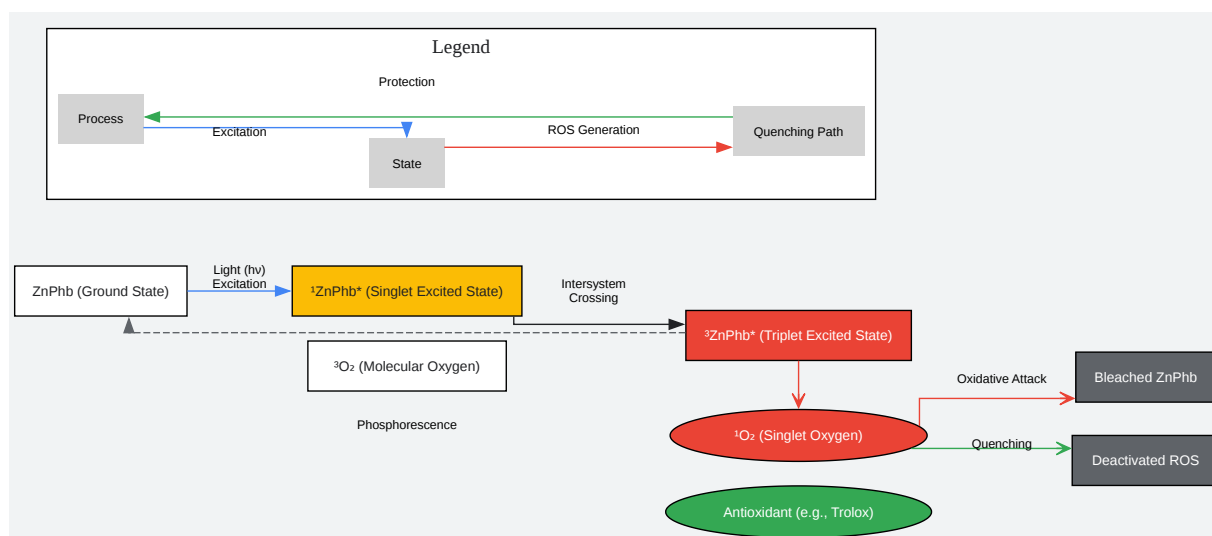 Legend
Protection
Process
Excitation
ROS Generation
Quenching Path
State
ZnPhb (Ground State)
Light (hν)
Excitation
¹ZnPhb* (Singlet Excited State)
Intersystem
Crossing
³ZnPhb* (Triplet Excited State)
³O₂ (Molecular Oxygen)
Phosphorescence
¹O₂ (Singlet Oxygen)
Oxidative Attack
Bleached ZnPhb
Quenching
Deactivated ROS
Antioxidant (e.g., Trolox)